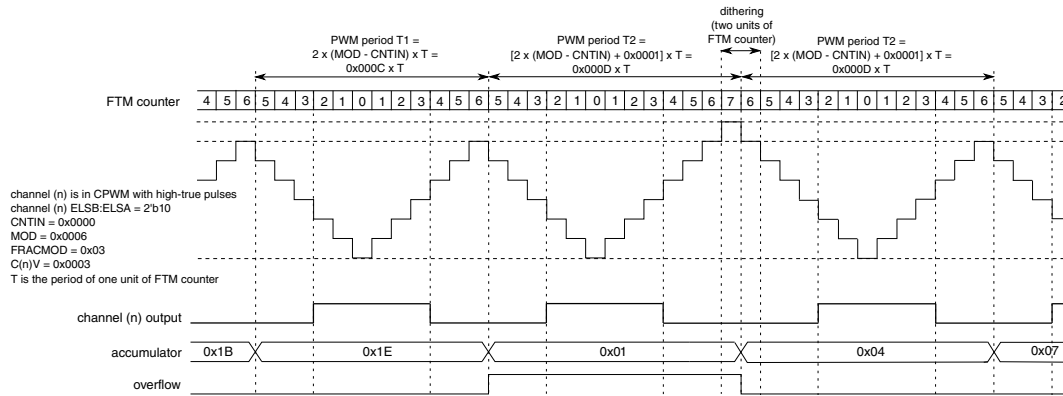 dithering
(two units of
FTM counter)
PWM period T1 =
2 x (MOD - CNTIN) x T =
0x000C x T
PWM period T2 =
[2 x (MOD - CNTIN) + 0x0001] x T =
0x000D x T
PWM period T2 =
[2 x (MOD - CNTIN) + 0x0001] x T =
0x000D x T
FTM counter 4 5 6 5 4 3 2 1 0 1 2 3 4 5 6 5 4 3 2 1 0 1 2 3 4 5 6 7 6 5 4 3 2 1 0 1 2 3 4 5 6 5 4 3 2
channel (n) is in CPWM with high-true pulses
channel (n) ELSB:ELSA = 2'b10
CNTIN = 0x0000
MOD = 0x0006
FRACMOD = 0x03
C(n)V = 0x0003
T is the period of one unit of FTM counter
channel (n) output
accumulator 0x1B 0x1E 0x01 0x04 0x07
overflow